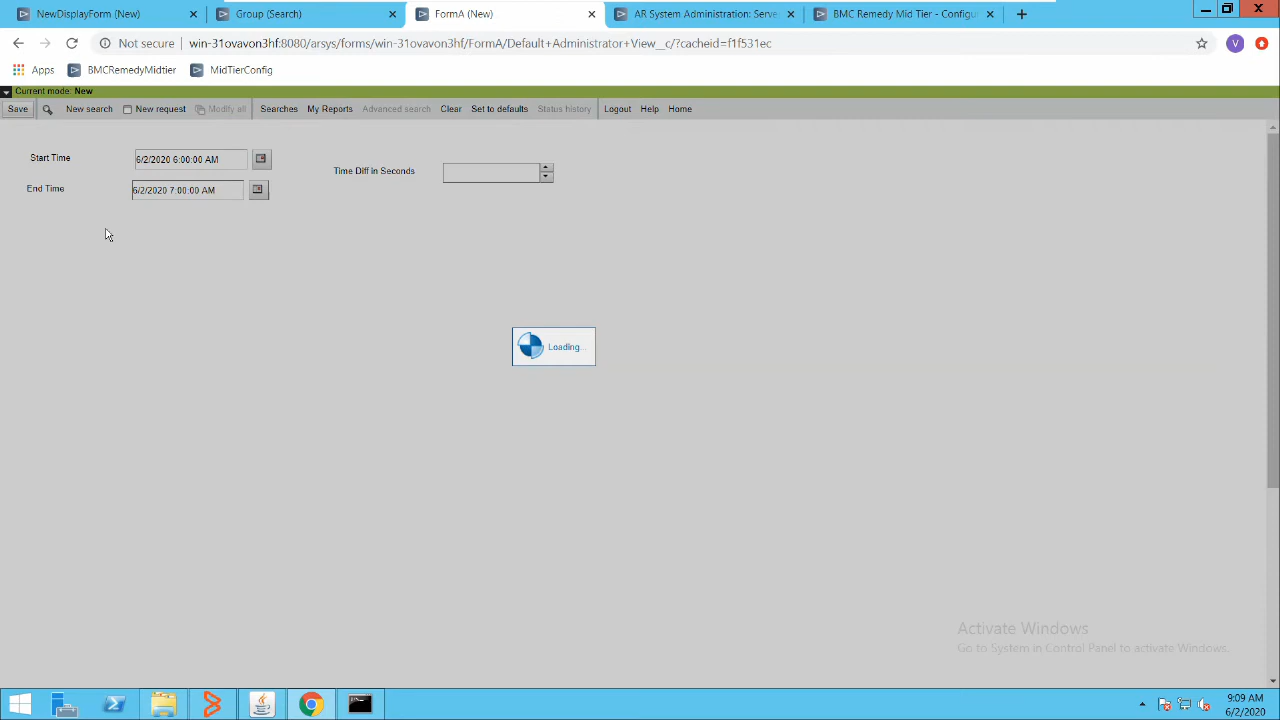 NewDisplayForm (New)
Group (Search)
FormA (New)
AR System Administration: Serve
BMC Remedy Mid Tier - Configur
Not secure
win-31ovavon3hf:8080/arsys/forms/win-31ovavon3hf/FormA/Default+Administrator+View__c/?cacheid=f1f531ec
V
Apps
BMCRemedyMidtier
MidTierConfig
Current mode: New
Save
New search
New request
Modify all
Searches
My Reports
Advanced search
Clear
Set to defaults
Status history
Logout
Help
Home
Start Time
6/2/2020 6:00:00 AM
Time Diff In Seconds
End Time
6/2/2020 7:00:00 AM
Loading...
Activate Windows
Go to System in Control Panel to activate Windows.
9:09 AM
6/2/2020